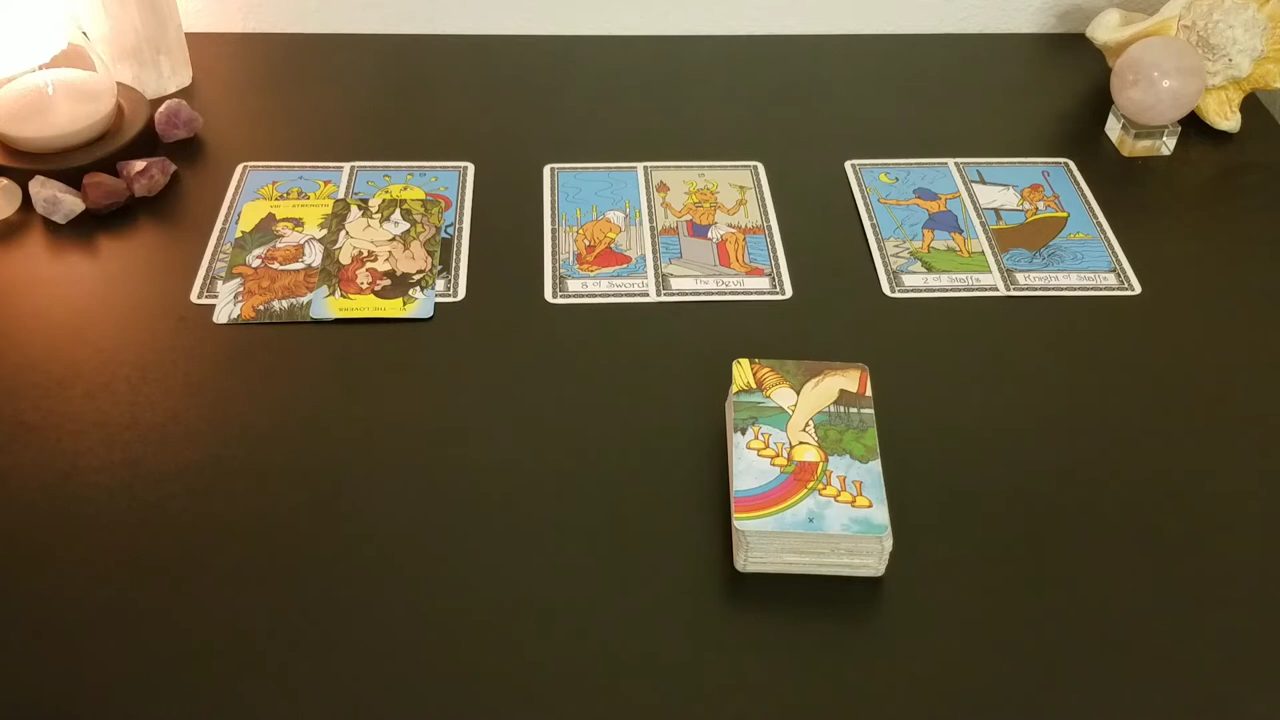 VIII — STRENGTH
VI — THE LOVERS
8 of Swords
15
The Devil
2 of Staffs
Knight of Staffs
X